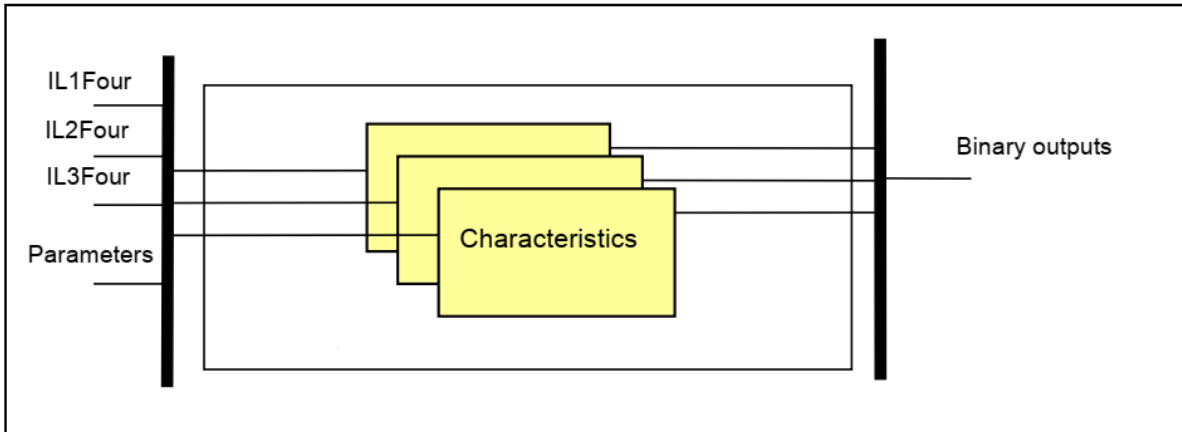 IL1Four
IL2Four
IL3Four
Parameters
Characteristics
Binary outputs